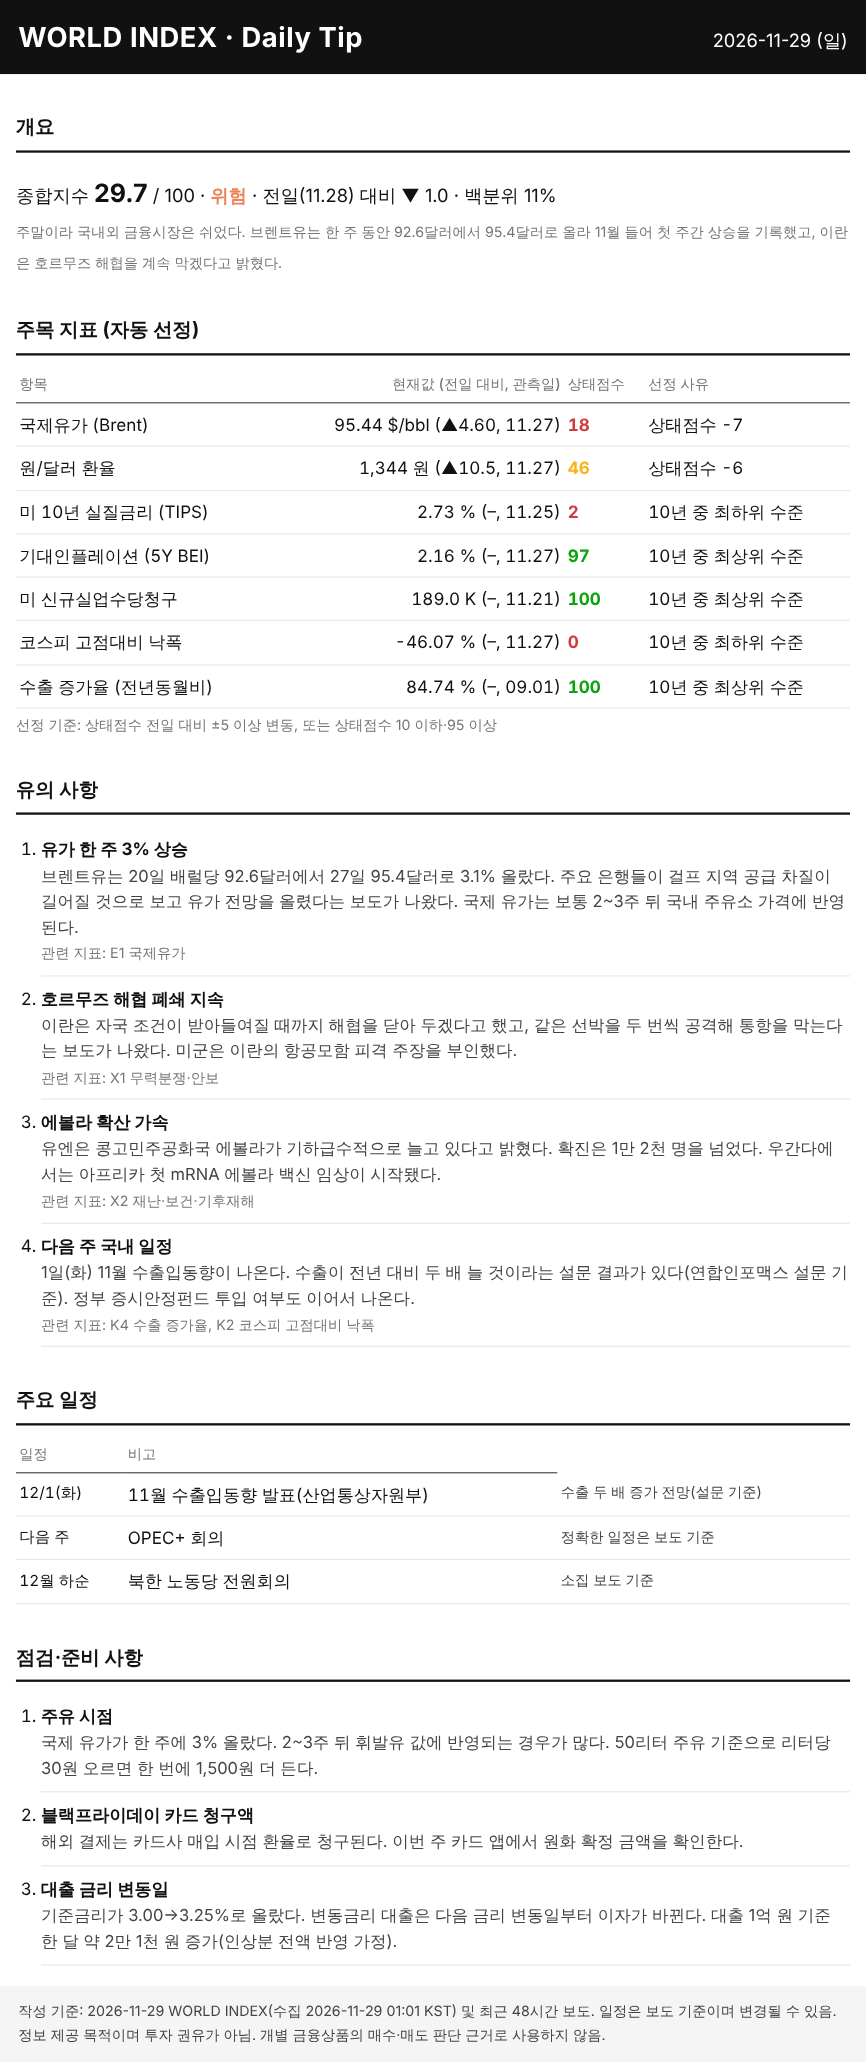 WORLD INDEX · Daily Tip 2026-11-29 (일)
개요
종합지수 29.7 / 100 · 위험 · 전일(11.28) 대비 ▼ 1.0 · 백분위 11%
주말이라 국내외 금융시장은 쉬었다. 브렌트유는 한 주 동안 92.6달러에서 95.4달러로 올라 11월 들어 첫 주간 상승을 기록했고, 이란
은 호르무즈 해협을 계속 막겠다고 밝혔다.
주목 지표 (자동 선정)
항목 현재값 (전일 대비, 관측일) 상태점수 선정 사유
국제유가 (Brent) 95.44 $/bbl (▲4.60, 11.27) 18 상태점수 -7
원/달러 환율 1,344 원 (▲10.5, 11.27) 46 상태점수 -6
미 10년 실질금리 (TIPS) 2.73 % (–, 11.25) 2 10년 중 최하위 수준
기대인플레이션 (5Y BEI) 2.16 % (–, 11.27) 97 10년 중 최상위 수준
미 신규실업수당청구 189.0 K (–, 11.21) 100 10년 중 최상위 수준
코스피 고점대비 낙폭 -46.07 % (–, 11.27) 0 10년 중 최하위 수준
수출 증가율 (전년동월비) 84.74 % (–, 09.01) 100 10년 중 최상위 수준
선정 기준: 상태점수 전일 대비 ±5 이상 변동, 또는 상태점수 10 이하·95 이상
유의 사항
1. 유가 한 주 3% 상승
브렌트유는 20일 배럴당 92.6달러에서 27일 95.4달러로 3.1% 올랐다. 주요 은행들이 걸프 지역 공급 차질이
길어질 것으로 보고 유가 전망을 올렸다는 보도가 나왔다. 국제 유가는 보통 2~3주 뒤 국내 주유소 가격에 반영
된다.
관련 지표: E1 국제유가
2. 호르무즈 해협 폐쇄 지속
이란은 자국 조건이 받아들여질 때까지 해협을 닫아 두겠다고 했고, 같은 선박을 두 번씩 공격해 통항을 막는다
는 보도가 나왔다. 미군은 이란의 항공모함 피격 주장을 부인했다.
관련 지표: X1 무력분쟁·안보
3. 에볼라 확산 가속
유엔은 콩고민주공화국 에볼라가 기하급수적으로 늘고 있다고 밝혔다. 확진은 1만 2천 명을 넘었다. 우간다에
서는 아프리카 첫 mRNA 에볼라 백신 임상이 시작됐다.
관련 지표: X2 재난·보건·기후재해
4. 다음 주 국내 일정
1일(화) 11월 수출입동향이 나온다. 수출이 전년 대비 두 배 늘 것이라는 설문 결과가 있다(연합인포맥스 설문 기
준). 정부 증시안정펀드 투입 여부도 이어서 나온다.
관련 지표: K4 수출 증가율, K2 코스피 고점대비 낙폭
주요 일정
일정 비고
12/1(화) 11월 수출입동향 발표(산업통상자원부) 수출 두 배 증가 전망(설문 기준)
다음 주 OPEC+ 회의 정확한 일정은 보도 기준
12월 하순 북한 노동당 전원회의 소집 보도 기준
점검·준비 사항
1. 주유 시점
국제 유가가 한 주에 3% 올랐다. 2~3주 뒤 휘발유 값에 반영되는 경우가 많다. 50리터 주유 기준으로 리터당
30원 오르면 한 번에 1,500원 더 든다.
2. 블랙프라이데이 카드 청구액
해외 결제는 카드사 매입 시점 환율로 청구된다. 이번 주 카드 앱에서 원화 확정 금액을 확인한다.
3. 대출 금리 변동일
기준금리가 3.00→3.25%로 올랐다. 변동금리 대출은 다음 금리 변동일부터 이자가 바뀐다. 대출 1억 원 기준
한 달 약 2만 1천 원 증가(인상분 전액 반영 가정).
작성 기준: 2026-11-29 WORLD INDEX(수집 2026-11-29 01:01 KST) 및 최근 48시간 보도. 일정은 보도 기준이며 변경될 수 있음.
정보 제공 목적이며 투자 권유가 아님. 개별 금융상품의 매수·매도 판단 근거로 사용하지 않음.